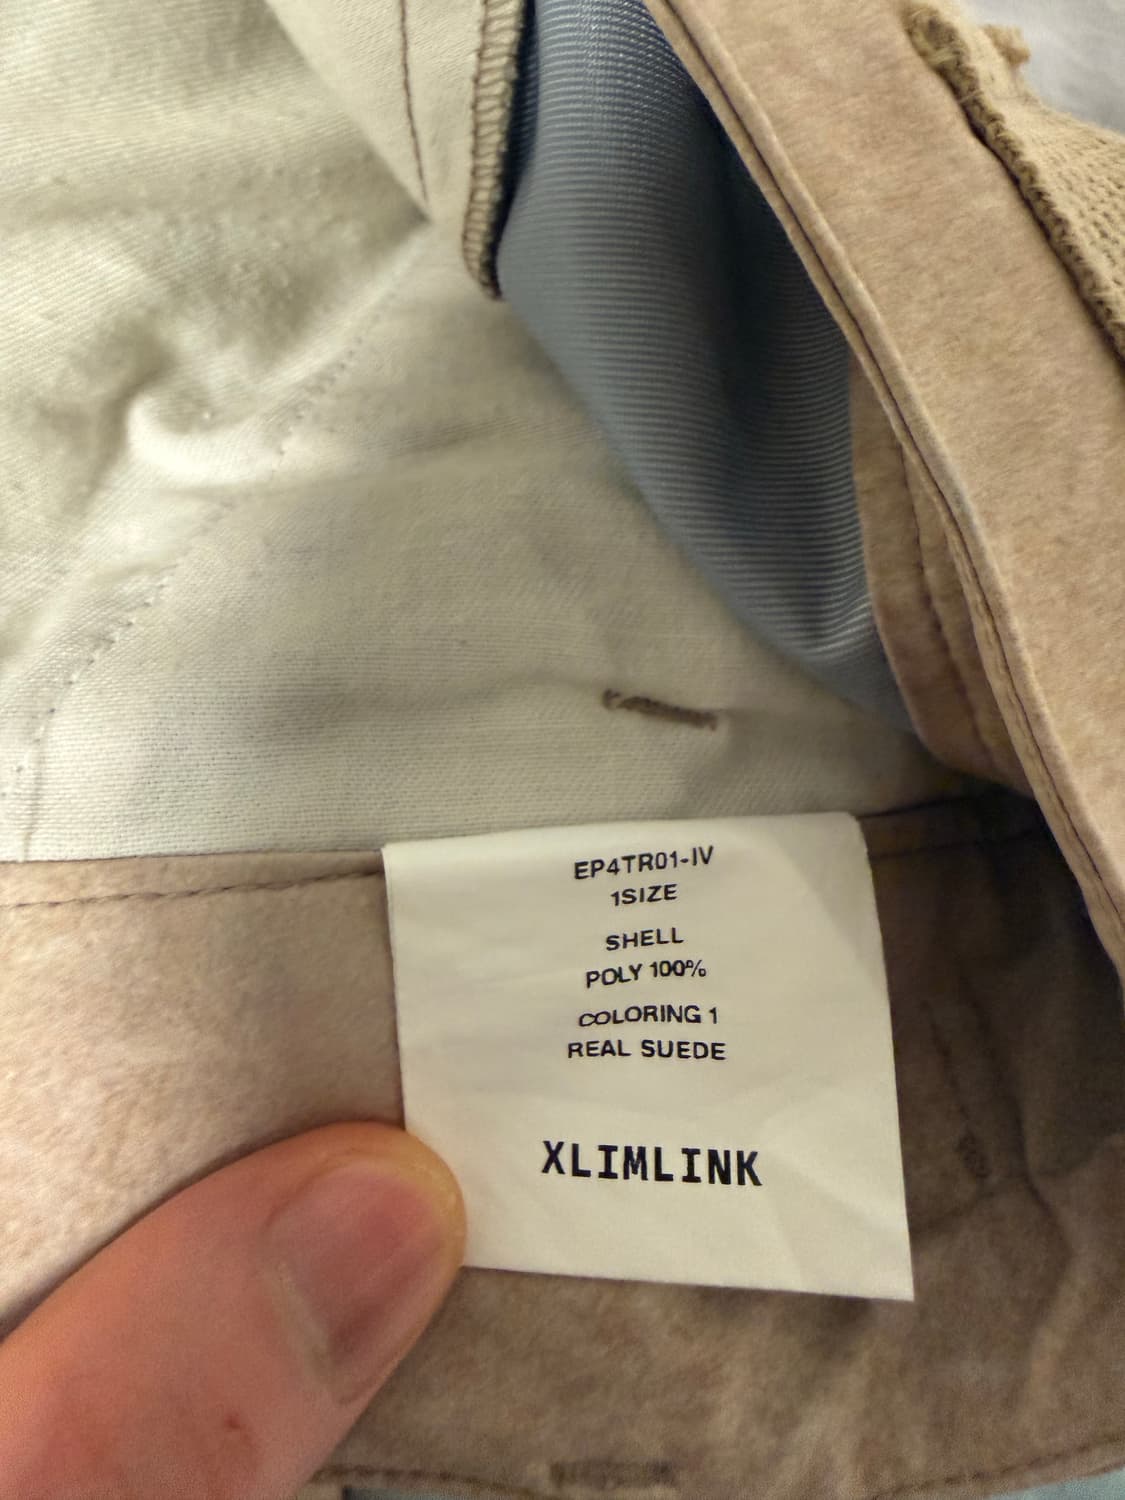 EP4TR01-IV
1SIZE
SHELL
POLY 100%
COLORING 1
REAL SUEDE
XLIMLINK